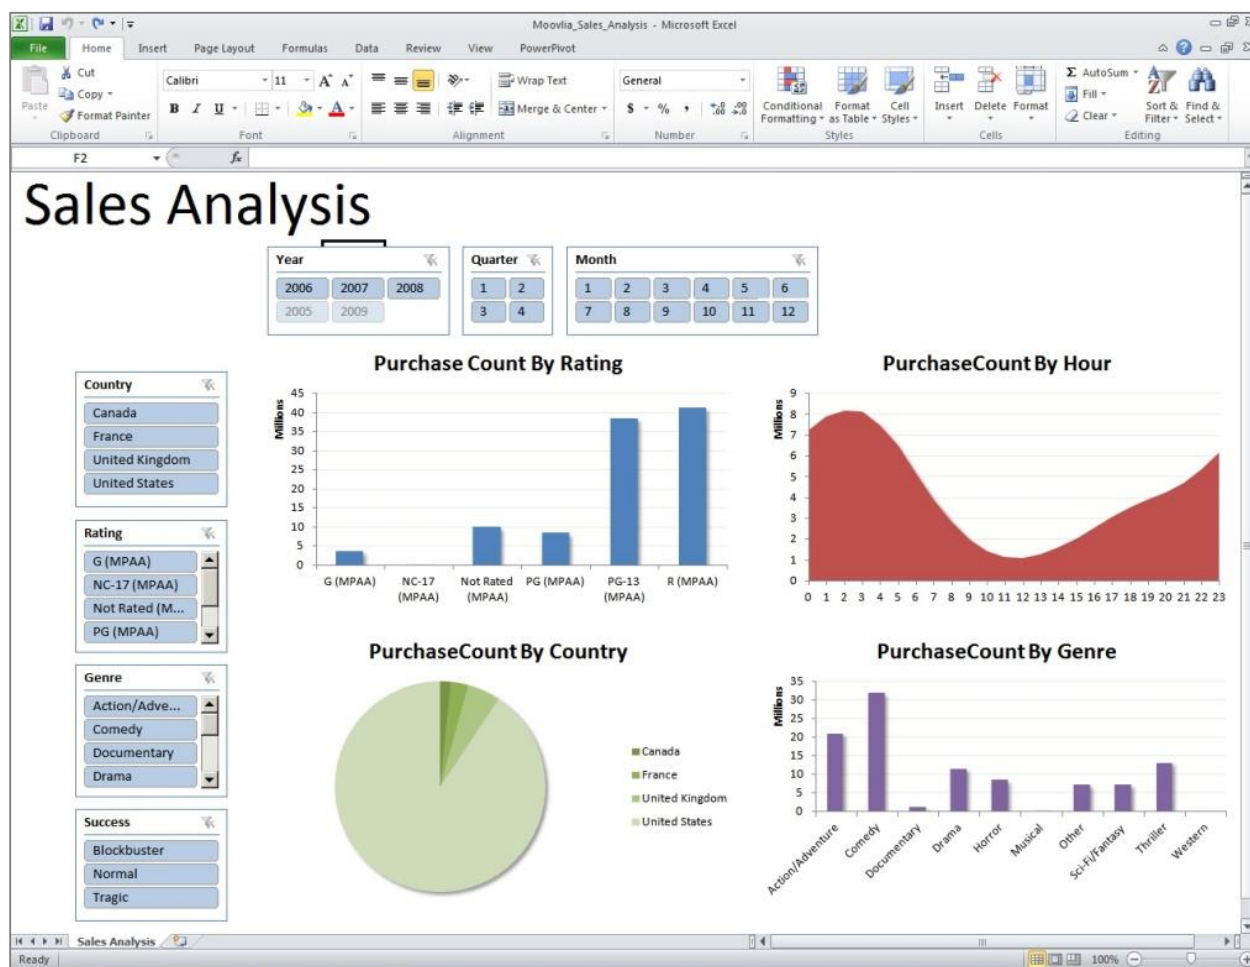 Moovlia_Sales_Analysis - Microsoft Excel
File Home Insert Page Layout Formulas Data Review View PowerPivot
Paste
Cut
Copy
Format Painter
Clipboard
Calibri 11
B I U
Font
Wrap Text
Merge & Center
Alignment
General
$ % ,
Number
Conditional Formatting
Format as Table
Cell Styles
Styles
Insert Delete Format
Cells
Σ AutoSum
Fill
Clear
Sort & Filter
Find & Select
Editing
F2 fx
Sales Analysis
Year
2006 2007 2008
2005 2009
Quarter
1 2
3 4
Month
1 2 3 4 5 6
7 8 9 10 11 12
Country
Canada
France
United Kingdom
United States
Rating
G (MPAA)
NC-17 (MPAA)
Not Rated (M...
PG (MPAA)
Genre
Action/Adve...
Comedy
Documentary
Drama
Success
Blockbuster
Normal
Tragic
Purchase Count By Rating
Millions
45
40
35
30
25
20
15
10
5
0
G (MPAA) NC-17 (MPAA) Not Rated (MPAA) PG (MPAA) PG-13 (MPAA) R (MPAA)
PurchaseCount By Hour
Millions
9
8
7
6
5
4
3
2
1
0
0 1 2 3 4 5 6 7 8 9 10 11 12 13 14 15 16 17 18 19 20 21 22 23
PurchaseCount By Country
Canada
France
United Kingdom
United States
PurchaseCount By Genre
Millions
35
30
25
20
15
10
5
0
Action/Adventure Comedy Documentary Drama Horror Musical Other Sci-Fi/Fantasy Thriller Western
Sales Analysis
Ready 100%